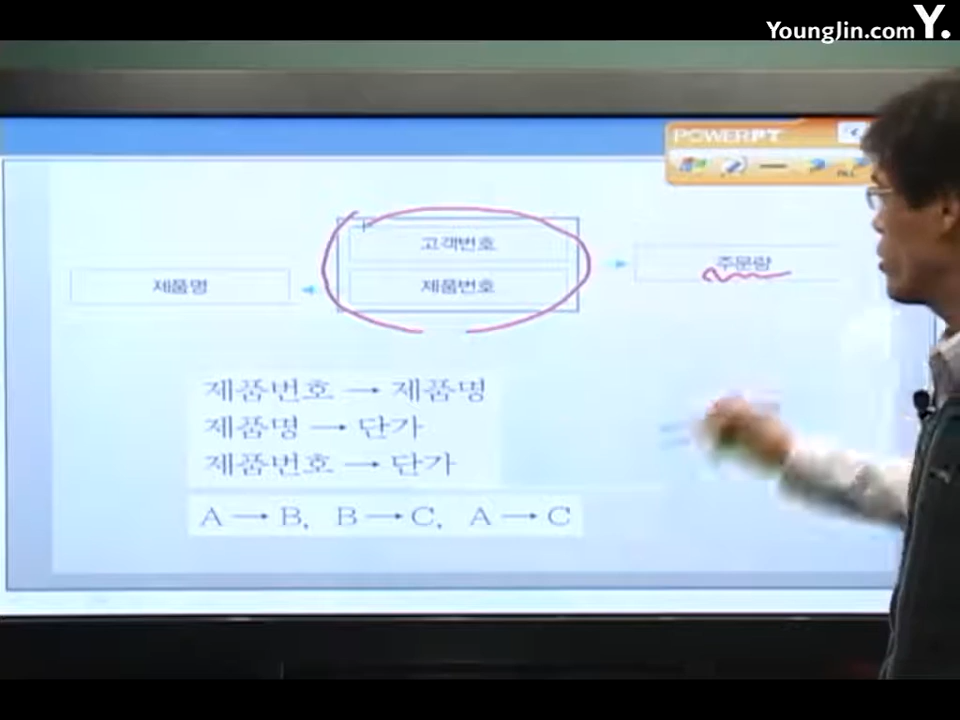 YoungJin.com Y.
POWERPT
고객번호
주문량
제품명
제품번호
제품번호 → 제품명
제품명 → 단가
제품번호 → 단가
A → B, B → C, A → C